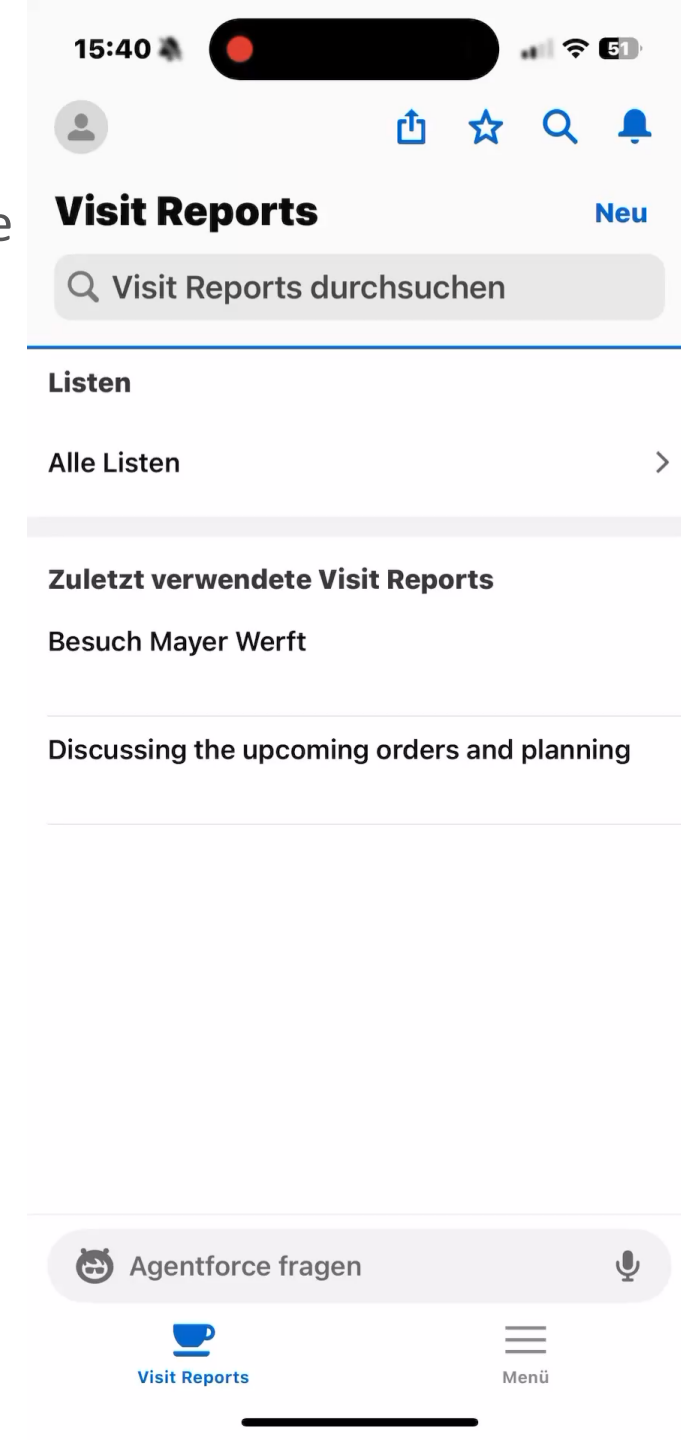 15:40
51
e
Visit Reports
Neu
Visit Reports durchsuchen
Listen
Alle Listen
Zuletzt verwendete Visit Reports
Besuch Mayer Werft
Discussing the upcoming orders and planning
Agentforce fragen
Visit Reports
Menü